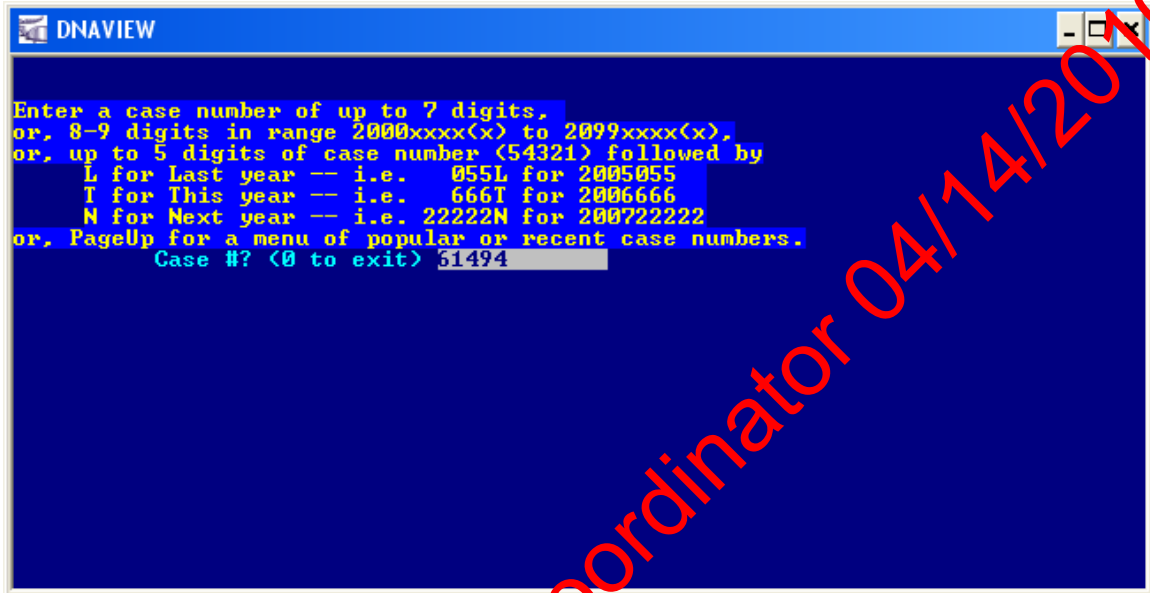 DNAVIEW
Enter a case number of up to 7 digits,
or, 8-9 digits in range 2000xxxx(x) to 2099xxxx(x),
or, up to 5 digits of case number (54321) followed by
L for Last year -- i.e. 055L for 2005055
T for This year -- i.e. 666T for 2006666
N for Next year -- i.e. 22222N for 200722222
or, PageUp for a menu of popular or recent case numbers.
Case #? (0 to exit) 61494
04/14/201